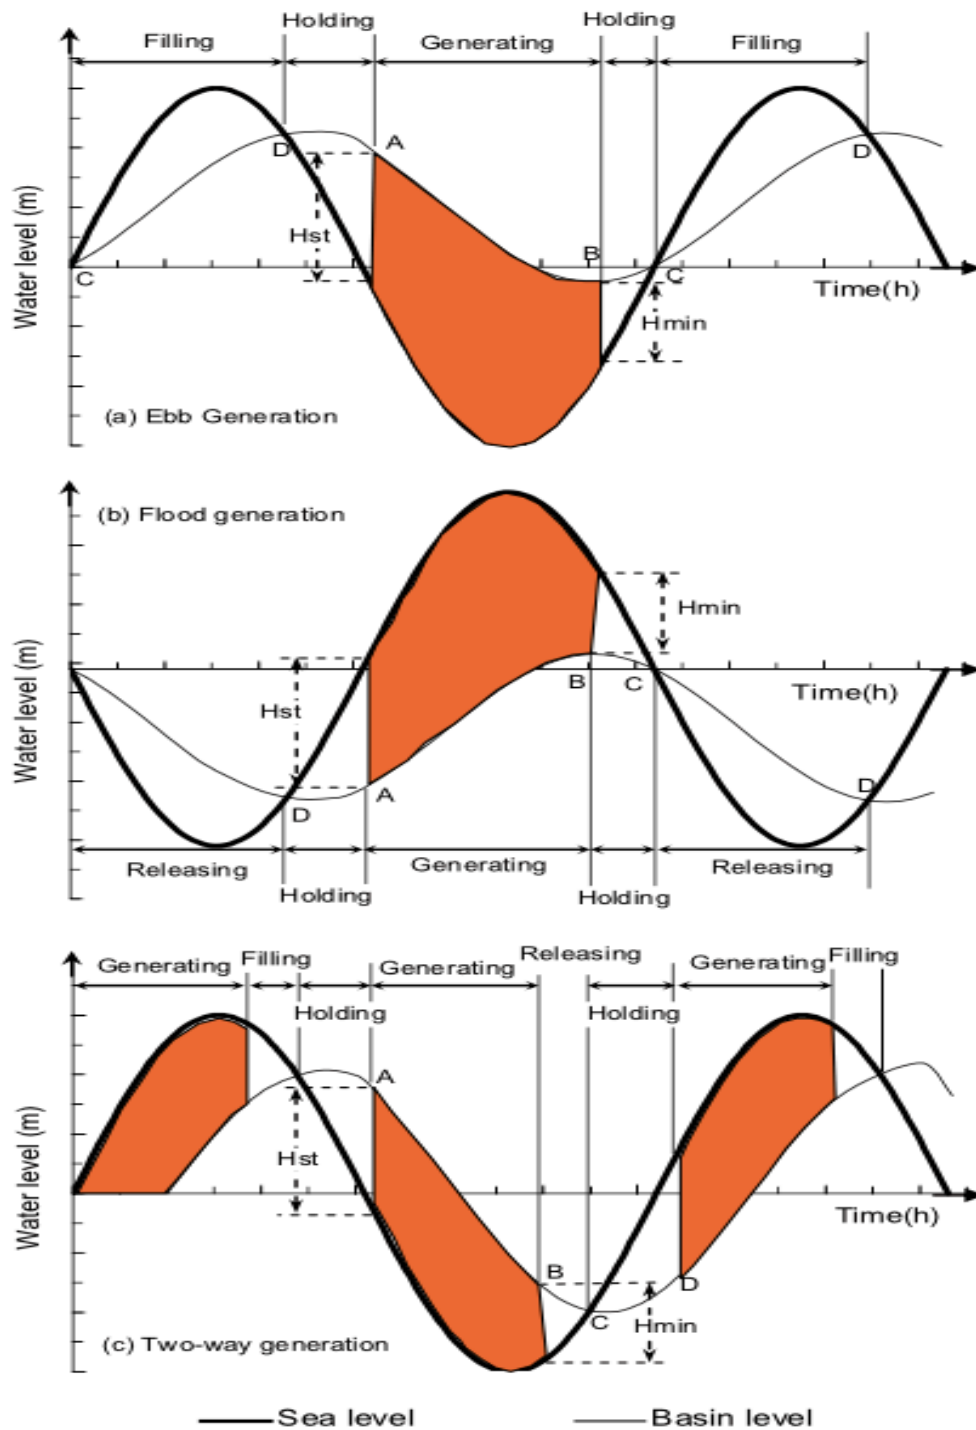 Holding Holding
Filling Generating Filling
D A D
Hst
B
C C
Time(h)
Hmin
Water level (m)
(a) Ebb Generation
(b) Flood generation
Hmin
B C
Time(h)
Hst
Water level (m)
A D
D
Releasing Generating Releasing
Holding Holding
Releasing
Generating Filling Generating Generating Filling
Holding Holding
A
Hst
Water level (m)
Time(h)
B D
C Hmin
(c) Two-way generation
Sea level Basin level